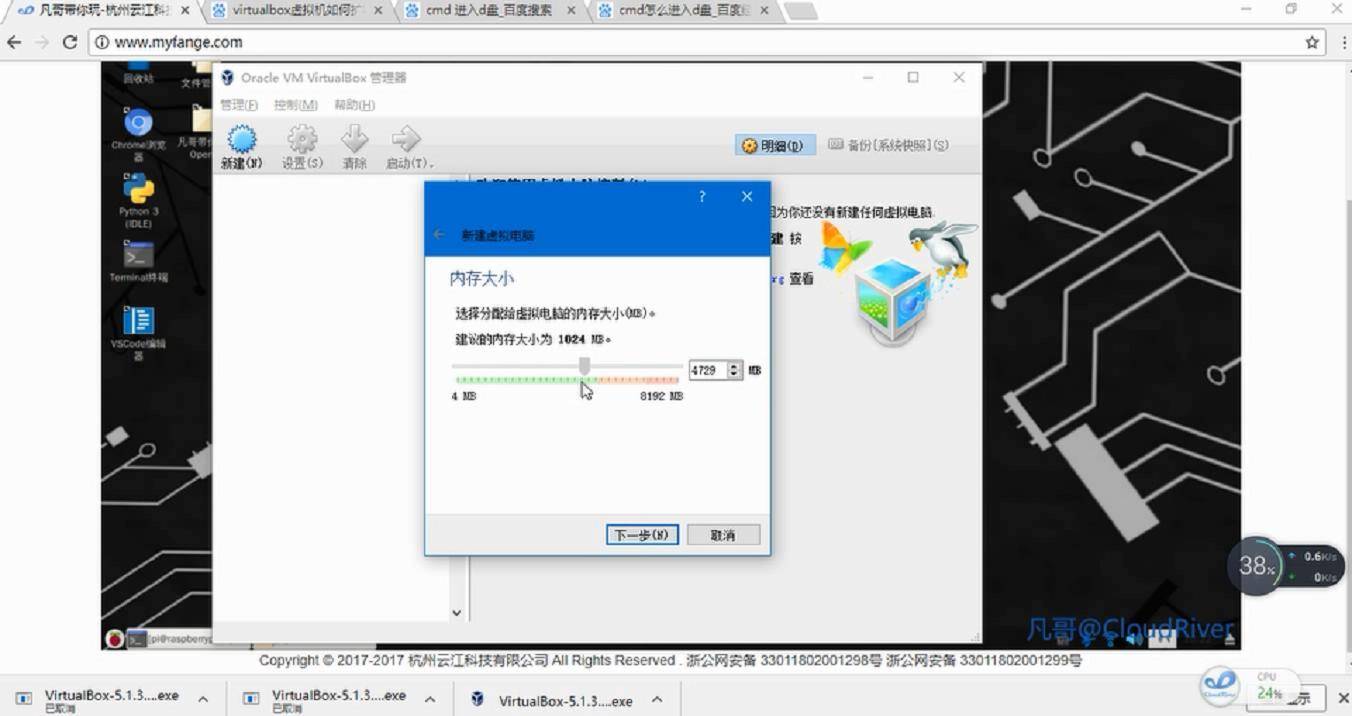 凡哥带你玩-杭州云江科
virtualbox虚拟机如何扩
cmd 进入d盘_百度搜索
cmd怎么进入d盘_百度
www.myfange.com
回收站
文件管
Chrome浏览
器
凡哥带
Open
Python 3
(IDLE)
Terminal终端
VSCode编辑
器
Oracle VM VirtualBox 管理器
管理(F) 控制(M) 帮助(H)
新建(N) 设置(S) 清除 启动(T)
明细(D) 备份[系统快照](S)
因为你还没有新建任何虚拟电脑.
建 按
查看
新建虚拟电脑
内存大小
选择分配给虚拟电脑的内存大小(MB)。
建议的内存大小为 1024 MB。
4729 MB
4 MB 8192 MB
下一步(N) 取消
38%
0.6K/s
0K/s
凡哥@CloudRiver
[pi@raspberry
Copyright © 2017-2017 杭州云江科技有限公司 All Rights Reserved . 浙公网安备 33011802001298号 浙公网安备 33011802001299号
VirtualBox-5.1.3....exe
已取消
VirtualBox-5.1.3....exe
已取消
VirtualBox-5.1.3....exe
CloudRiver
CPU
24%
示